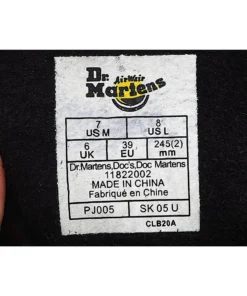 Dr.
AirWair
Martens
7
US M
8
US L
6
UK
39
EU
245(2)
mm
Dr.Martens,Doc's,Doc Martens
11822002
MADE IN CHINA
Fabriqué en Chine
PJ005
SK 05 U
CLB20A